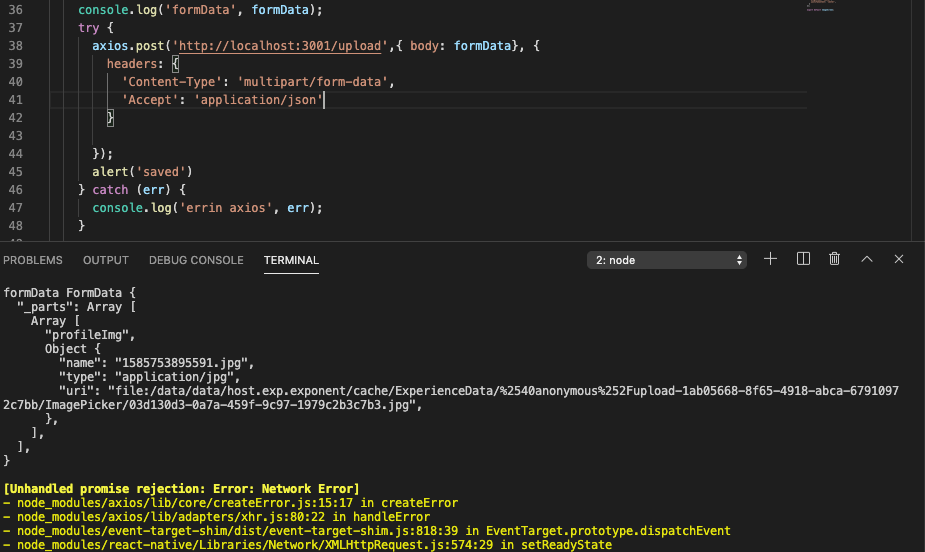 36 console.log('formData', formData);
37 try {
38 axios.post('http://localhost:3001/upload',{ body: formData}, {
39 headers: {
40 'Content-Type': 'multipart/form-data',
41 'Accept': 'application/json'
42 }
43
44 });
45 alert('saved')
46 } catch (err) {
47 console.log('errin axios', err);
48 }
PROBLEMS OUTPUT DEBUG CONSOLE TERMINAL 2: node
formData FormData {
"_parts": Array [
Array [
"profileImg",
Object {
"name": "1585753895591.jpg",
"type": "application/jpg",
"uri": "file:/data/data/host.exp.exponent/cache/ExperienceData/%2540anonymous%252Fupload-1ab05668-8f65-4918-abca-6791097
2c7bb/ImagePicker/03d130d3-0a7a-459f-9c97-1979c2b3c7b3.jpg",
},
],
],
}
[Unhandled promise rejection: Error: Network Error]
- node_modules/axios/lib/core/createError.js:15:17 in createError
- node_modules/axios/lib/adapters/xhr.js:80:22 in handleError
- node_modules/event-target-shim/dist/event-target-shim.js:818:39 in EventTarget.prototype.dispatchEvent
- node_modules/react-native/Libraries/Network/XMLHttpRequest.js:574:29 in setReadyState